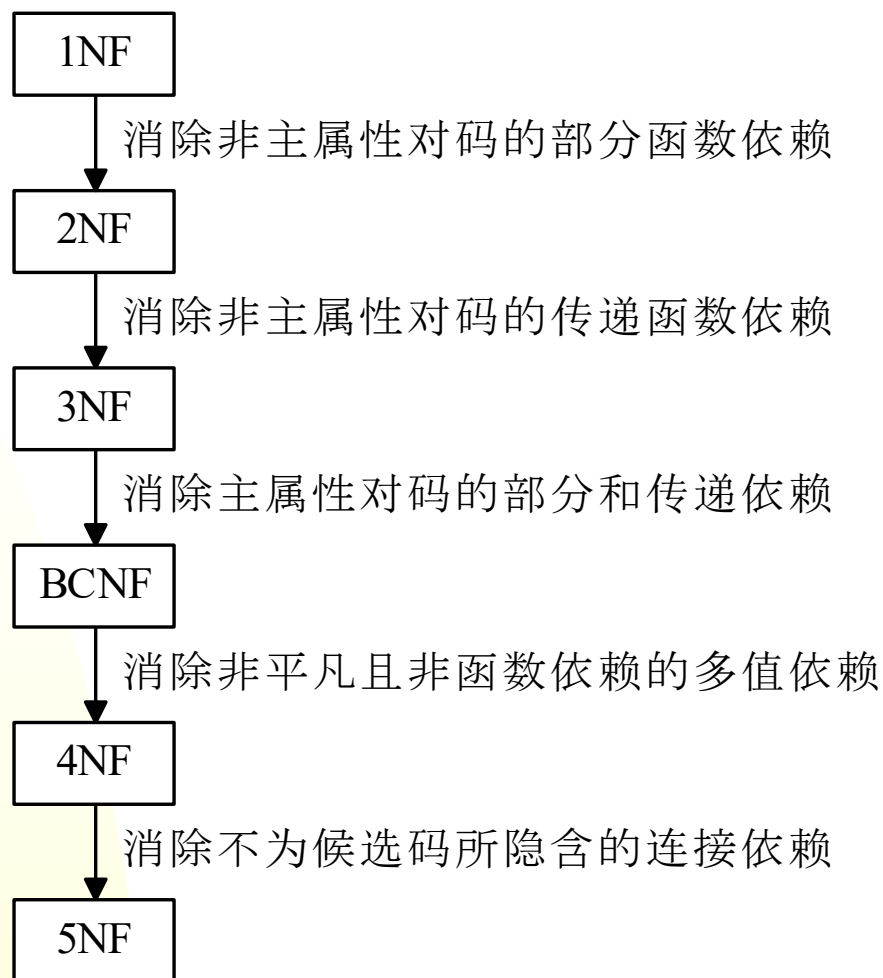 1NF
消除非主属性对码的部分函数依赖
2NF
消除非主属性对码的传递函数依赖
3NF
消除主属性对码的部分和传递依赖
BCNF
消除非平凡且非函数依赖的多值依赖
4NF
消除不为候选码所隐含的连接依赖
5NF